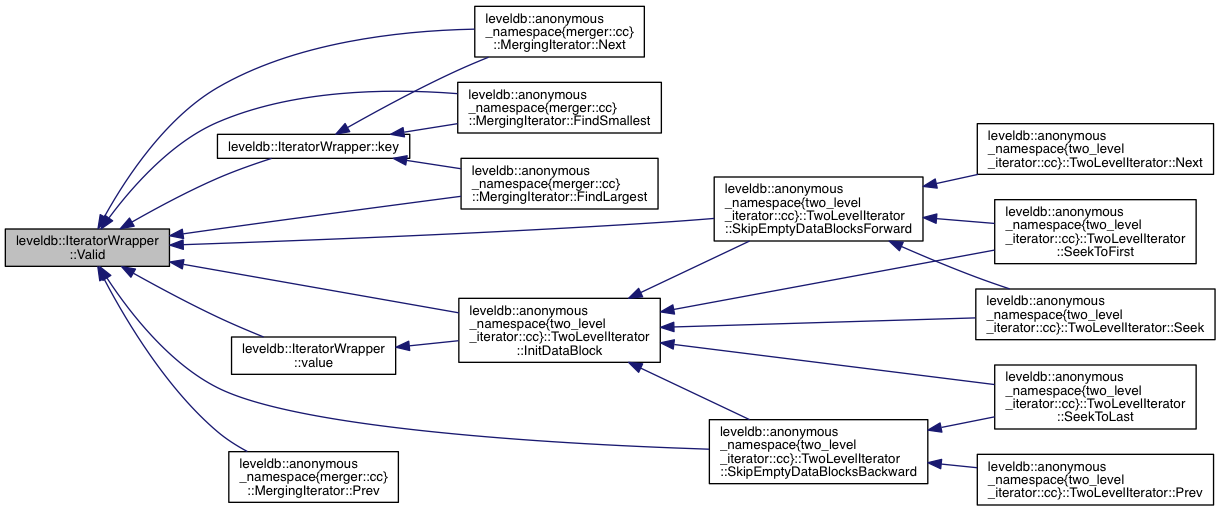 leveldb::anonymous
_namespace{merger::cc}
::MergingIterator::Next
leveldb::anonymous
_namespace{merger::cc}
::MergingIterator::FindSmallest
leveldb::IteratorWrapper::key
leveldb::anonymous
_namespace{merger::cc}
::MergingIterator::FindLargest
leveldb::IteratorWrapper
::Valid
leveldb::anonymous
_namespace{two_level
_iterator::cc}::TwoLevelIterator
::SkipEmptyDataBlocksForward
leveldb::anonymous
_namespace{two_level
_iterator::cc}::TwoLevelIterator::Next
leveldb::anonymous
_namespace{two_level
_iterator::cc}::TwoLevelIterator
::SeekToFirst
leveldb::anonymous
_namespace{two_level
_iterator::cc}::TwoLevelIterator::Seek
leveldb::anonymous
_namespace{two_level
_iterator::cc}::TwoLevelIterator
::InitDataBlock
leveldb::IteratorWrapper
::value
leveldb::anonymous
_namespace{two_level
_iterator::cc}::TwoLevelIterator
::SeekToLast
leveldb::anonymous
_namespace{two_level
_iterator::cc}::TwoLevelIterator
::SkipEmptyDataBlocksBackward
leveldb::anonymous
_namespace{merger::cc}
::MergingIterator::Prev
leveldb::anonymous
_namespace{two_level
_iterator::cc}::TwoLevelIterator::Prev